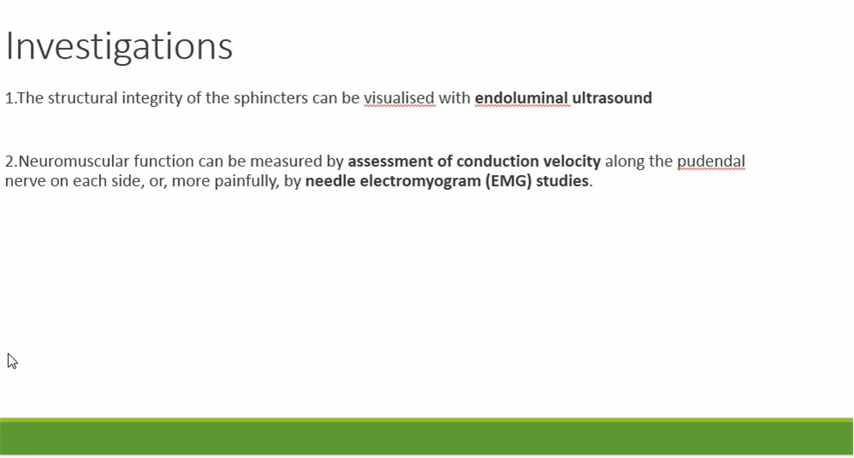 Investigations
1.The structural integrity of the sphincters can be visualised with endoluminal ultrasound
2.Neuromuscular function can be measured by assessment of conduction velocity along the pudendal
nerve on each side, or, more painfully, by needle electromyogram (EMG) studies.